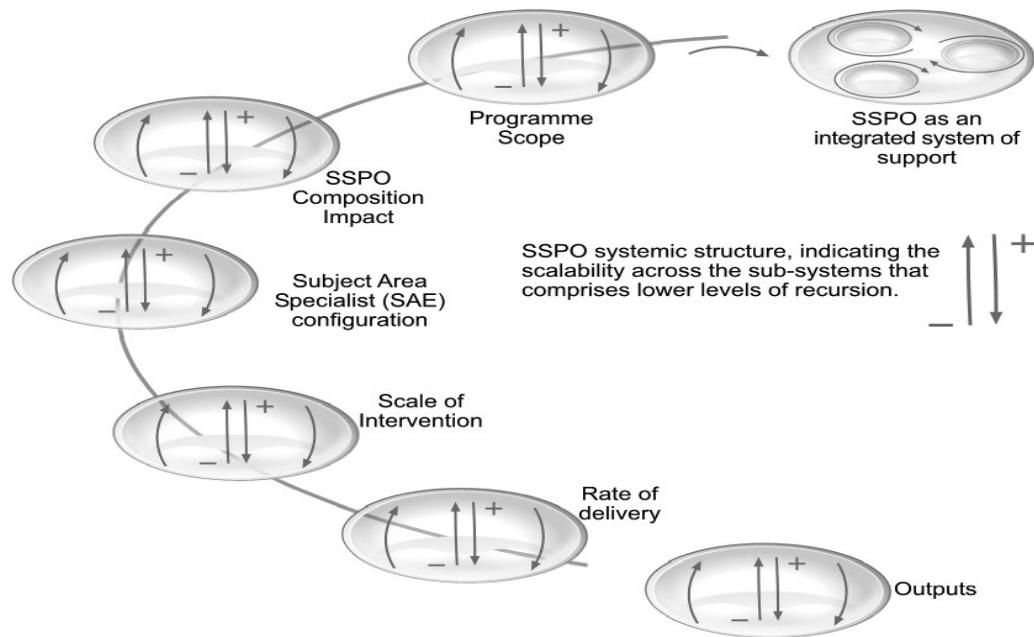 Programme
Scope
SSPO as an
integrated system of
support
SSPO
Composition
Impact
SSPO systemic structure, indicating the
scalability across the sub-systems that
comprises lower levels of recursion.
Subject Area
Specialist (SAE)
configuration
Scale of
Intervention
Rate of
delivery
Outputs